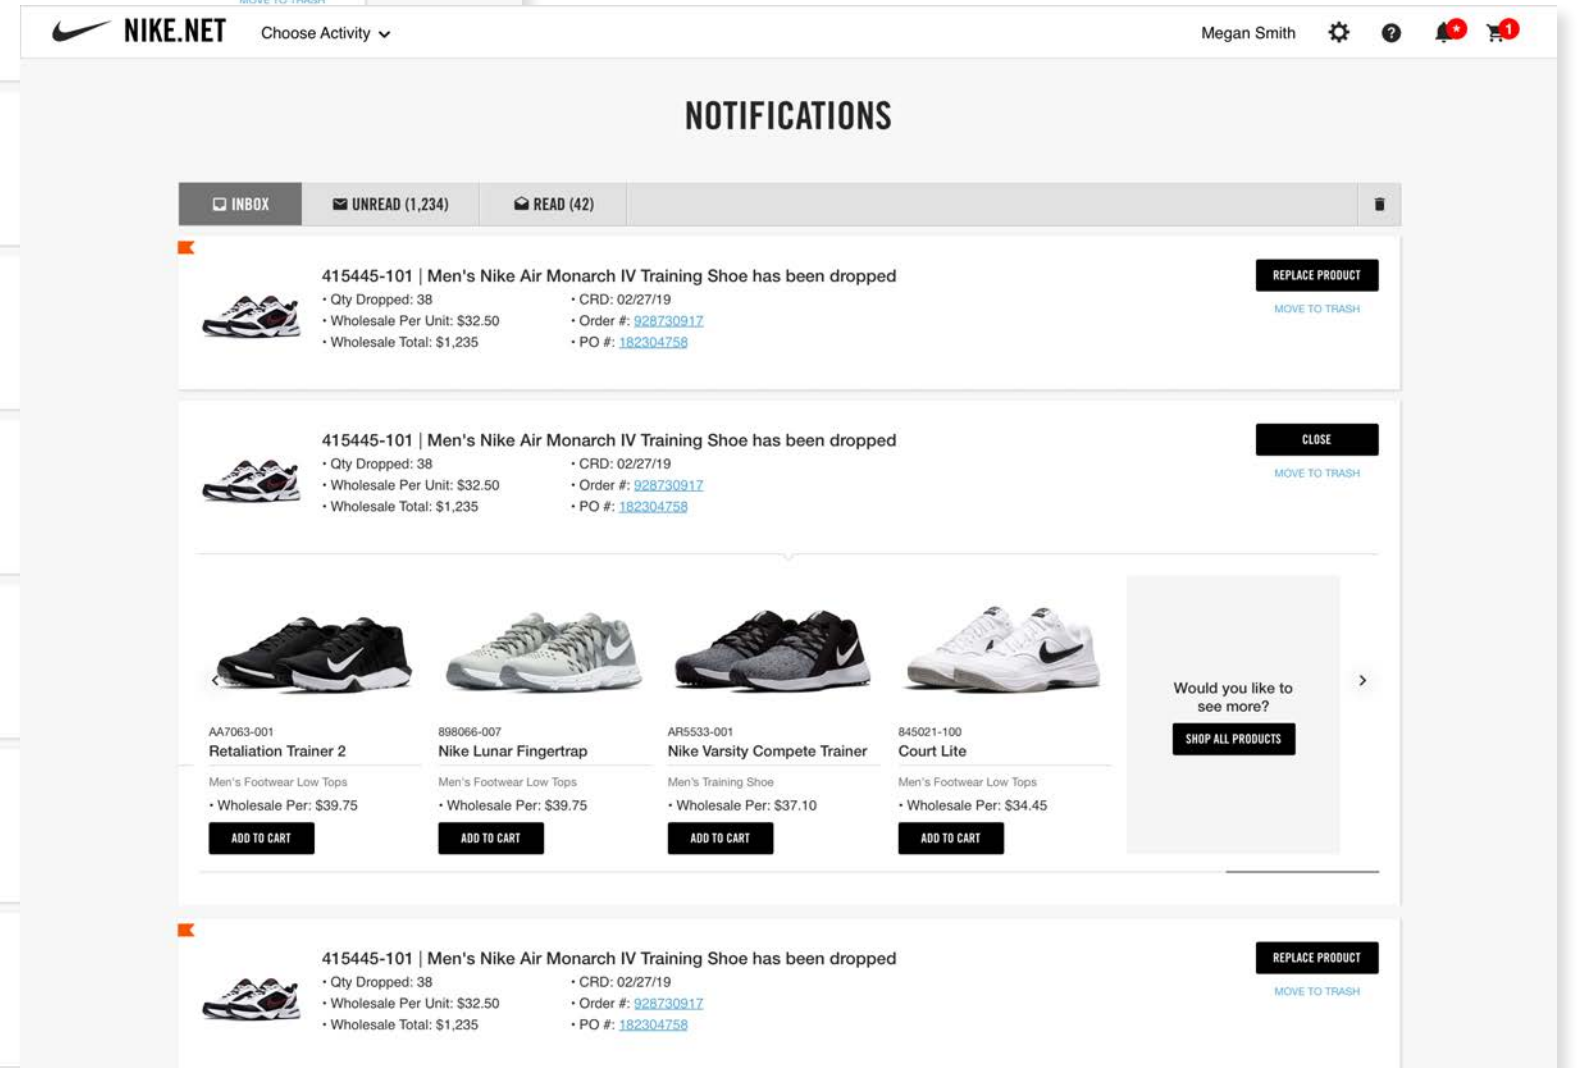 MOVE TO TRASH
NIKE.NET
Choose Activity
Megan Smith
?
*
1
NOTIFICATIONS
INBOX
UNREAD (1,234)
READ (42)
415445-101 | Men's Nike Air Monarch IV Training Shoe has been dropped
• Qty Dropped: 38
• CRD: 02/27/19
• Wholesale Per Unit: $32.50
• Order #: 928730917
• Wholesale Total: $1,235
• PO #: 182304758
REPLACE PRODUCT
MOVE TO TRASH
415445-101 | Men's Nike Air Monarch IV Training Shoe has been dropped
• Qty Dropped: 38
• CRD: 02/27/19
• Wholesale Per Unit: $32.50
• Order #: 928730917
• Wholesale Total: $1,235
• PO #: 182304758
CLOSE
MOVE TO TRASH
AA7063-001
Retaliation Trainer 2
Men's Footwear Low Tops
• Wholesale Per: $39.75
ADD TO CART
898066-007
Nike Lunar Fingertrap
Men's Footwear Low Tops
• Wholesale Per: $39.75
ADD TO CART
AR5533-001
Nike Varsity Compete Trainer
Men's Training Shoe
• Wholesale Per: $37.10
ADD TO CART
845021-100
Court Lite
Men's Footwear Low Tops
• Wholesale Per: $34.45
ADD TO CART
Would you like to
see more?
SHOP ALL PRODUCTS
415445-101 | Men's Nike Air Monarch IV Training Shoe has been dropped
• Qty Dropped: 38
• CRD: 02/27/19
• Wholesale Per Unit: $32.50
• Order #: 928730917
• Wholesale Total: $1,235
• PO #: 182304758
REPLACE PRODUCT
MOVE TO TRASH